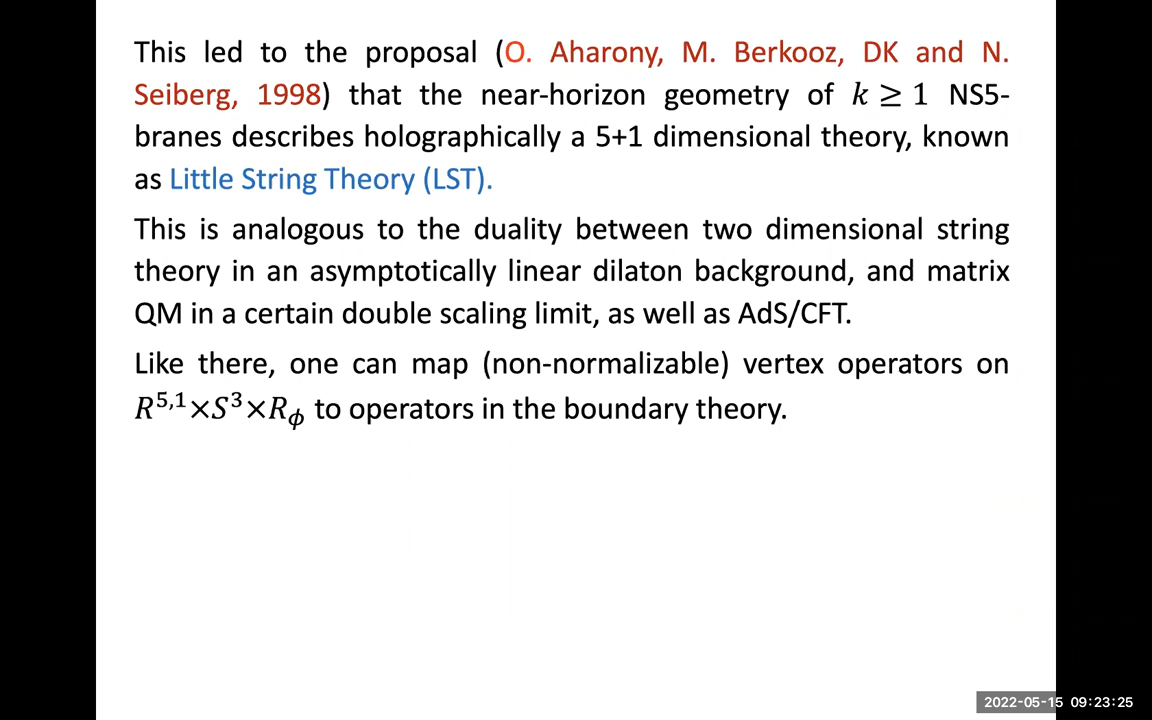 This led to the proposal (O. Aharony, M. Berkooz, DK and N.
Seiberg, 1998) that the near-horizon geometry of k ≥ 1 NS5-
branes describes holographically a 5+1 dimensional theory, known
as Little String Theory (LST).
This is analogous to the duality between two dimensional string
theory in an asymptotically linear dilaton background, and matrix
QM in a certain double scaling limit, as well as AdS/CFT.
Like there, one can map (non-normalizable) vertex operators on
R⁵,¹×S³×R_ϕ to operators in the boundary theory.
2022-05-15 09:23:25